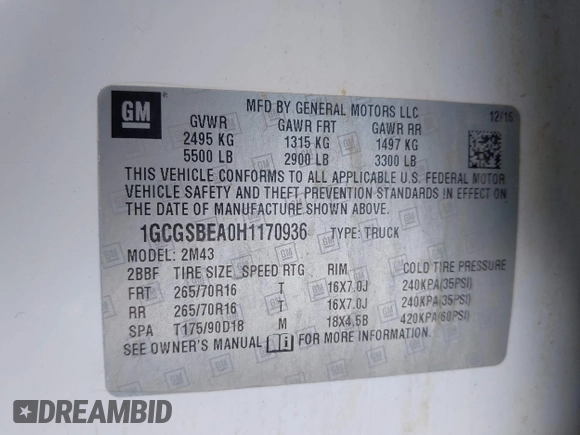 GM
MFD BY GENERAL MOTORS LLC
12/15
GVWR GAWR FRT GAWR RR
2495 KG 1315 KG 1497 KG
5500 LB 2900 LB 3300 LB
THIS VEHICLE CONFORMS TO ALL APPLICABLE U.S. FEDERAL MOTOR
VEHICLE SAFETY AND THEFT PREVENTION STANDARDS IN EFFECT ON
THE DATE OF MANUFACTURE SHOWN ABOVE.
1GCGSBEA0H1170936 TYPE: TRUCK
MODEL: 2M43
2BBF TIRE SIZE SPEED RTG RIM COLD TIRE PRESSURE
FRT 265/70R16 T 16X7.0J 240KPA(35PSI)
RR 265/70R16 T 16X7.0J 240KPA(35PSI)
SPA T175/90D18 M 18X4.5B 420KPA(60PSI)
SEE OWNER'S MANUAL i FOR MORE INFORMATION.
DREAMBID